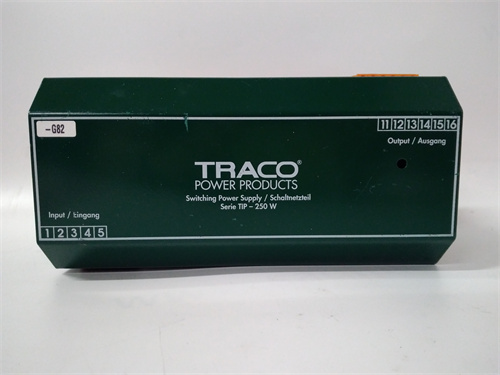 -G82
11 12 13 14 15 16
Output / Ausgang
TRACO®
POWER PRODUCTS
Switching Power Supply / Schaltnetzteil
Serie TIP – 250 W
Input / Eingang
1 2 3 4 5